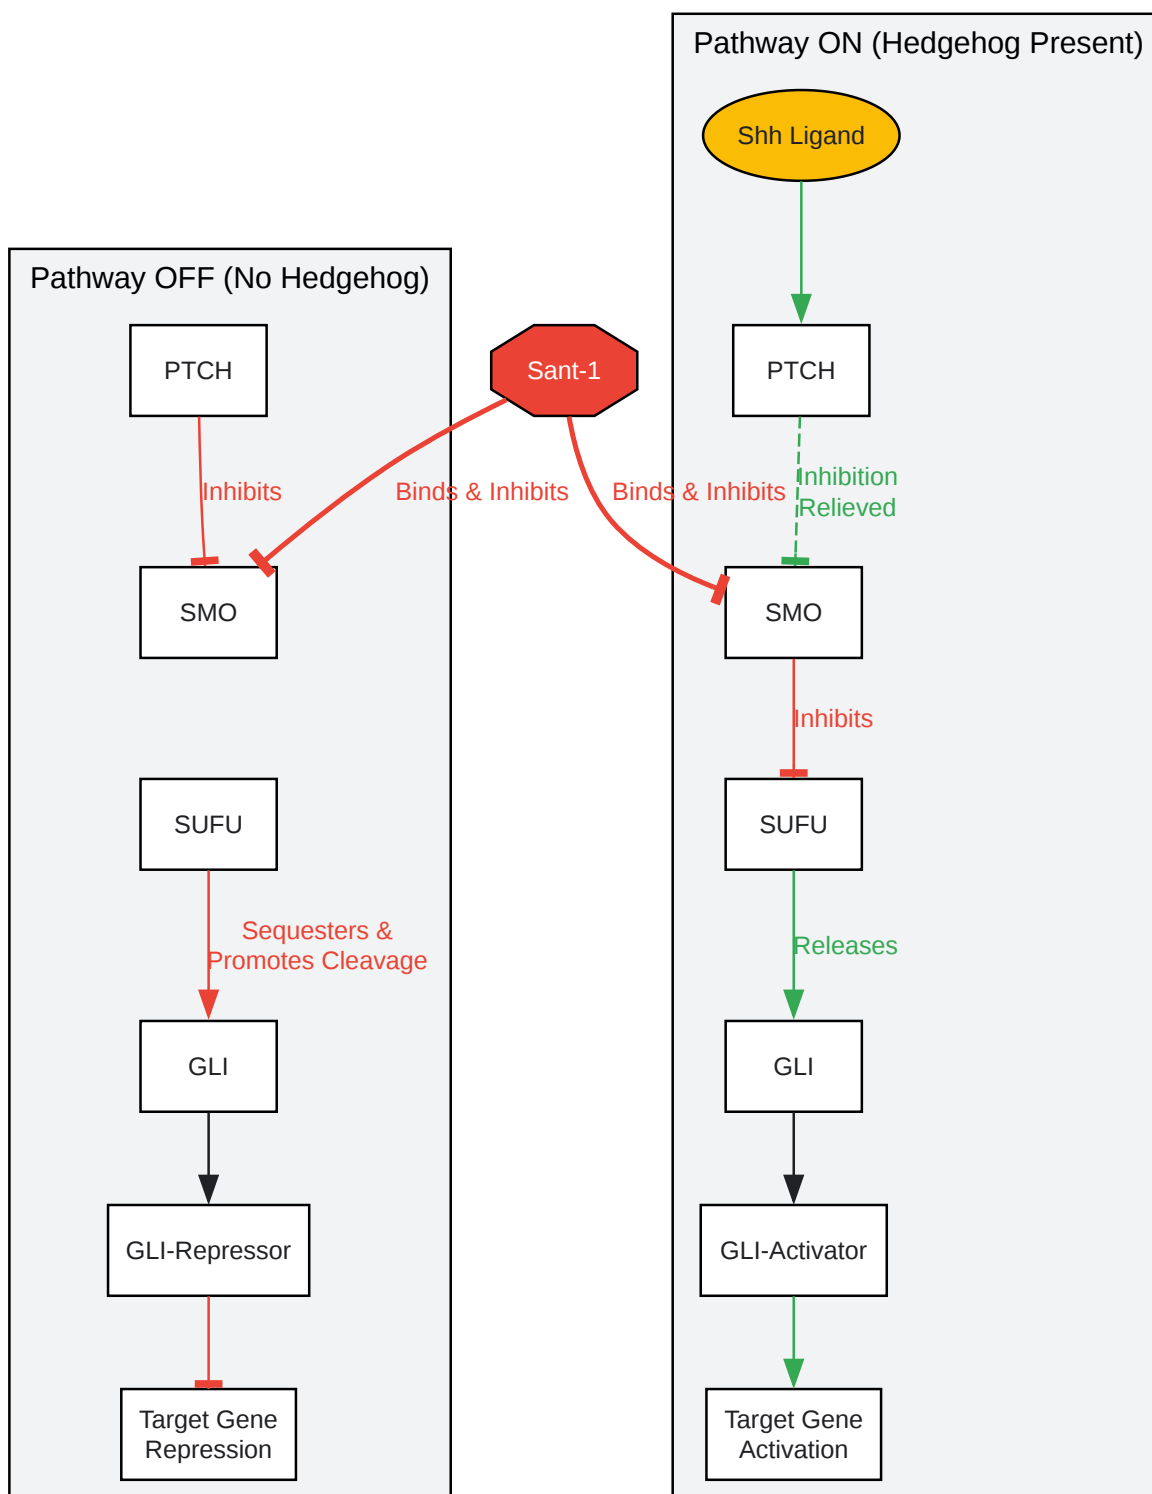 Pathway ON (Hedgehog Present)
Shh Ligand
Pathway OFF (No Hedgehog)
PTCH
Sant-1
PTCH
Inhibits
Binds & Inhibits
Binds & Inhibits
Inhibition
Relieved
SMO
SMO
Inhibits
SUFU
SUFU
Sequesters &
Promotes Cleavage
Releases
GLI
GLI
GLI-Repressor
GLI-Activator
Target Gene
Repression
Target Gene
Activation